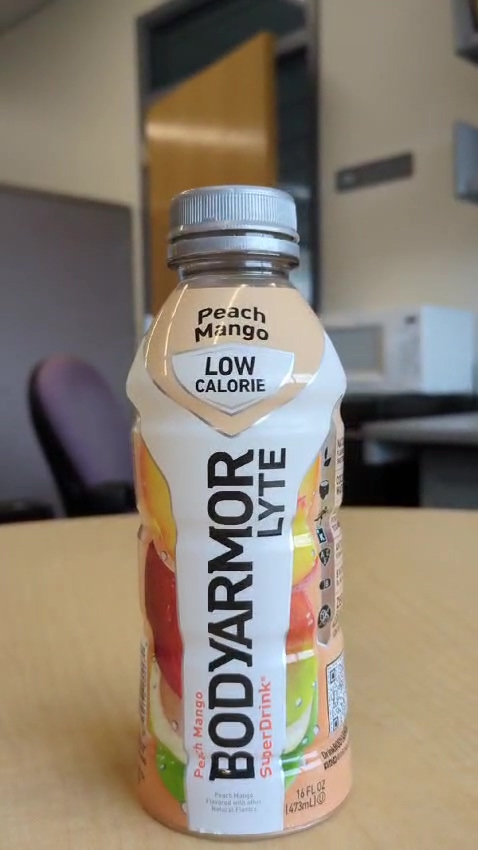 Peach
Mango
LOW
CALORIE
BODYARMOR
LYTE
Peach Mango
SuperDrink®
Peach Mango
Flavored with other
Natural Flavors
16 FL OZ
(473mL)